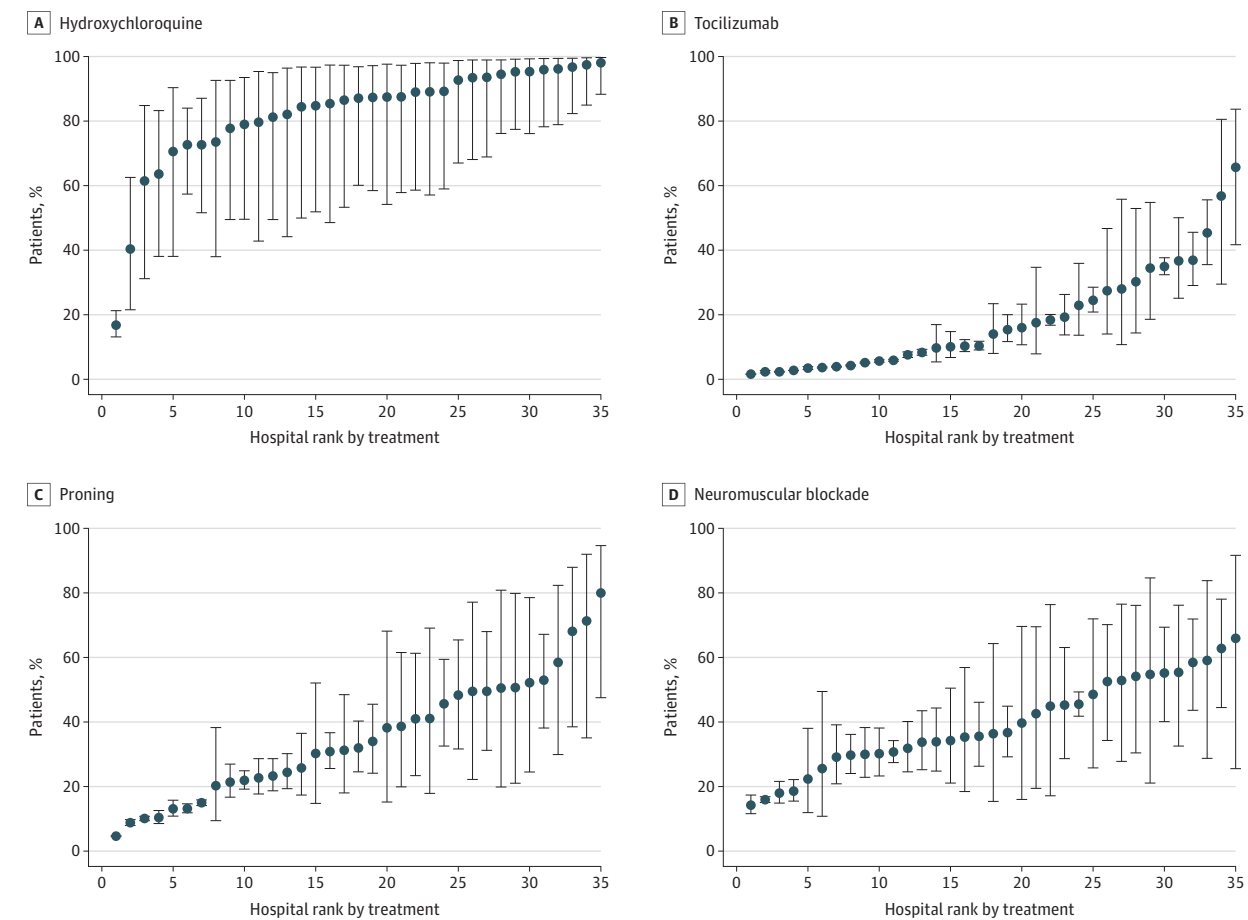 A Hydroxychloroquine
100
80
60
40
20
0
Patients, %
0 5 10 15 20 25 30 35
Hospital rank by treatment
B Tocilizumab
100
80
60
40
20
0
Patients, %
0 5 10 15 20 25 30 35
Hospital rank by treatment
C Proning
100
80
60
40
20
0
Patients, %
0 5 10 15 20 25 30 35
Hospital rank by treatment
D Neuromuscular blockade
100
80
60
40
20
0
Patients, %
0 5 10 15 20 25 30 35
Hospital rank by treatment